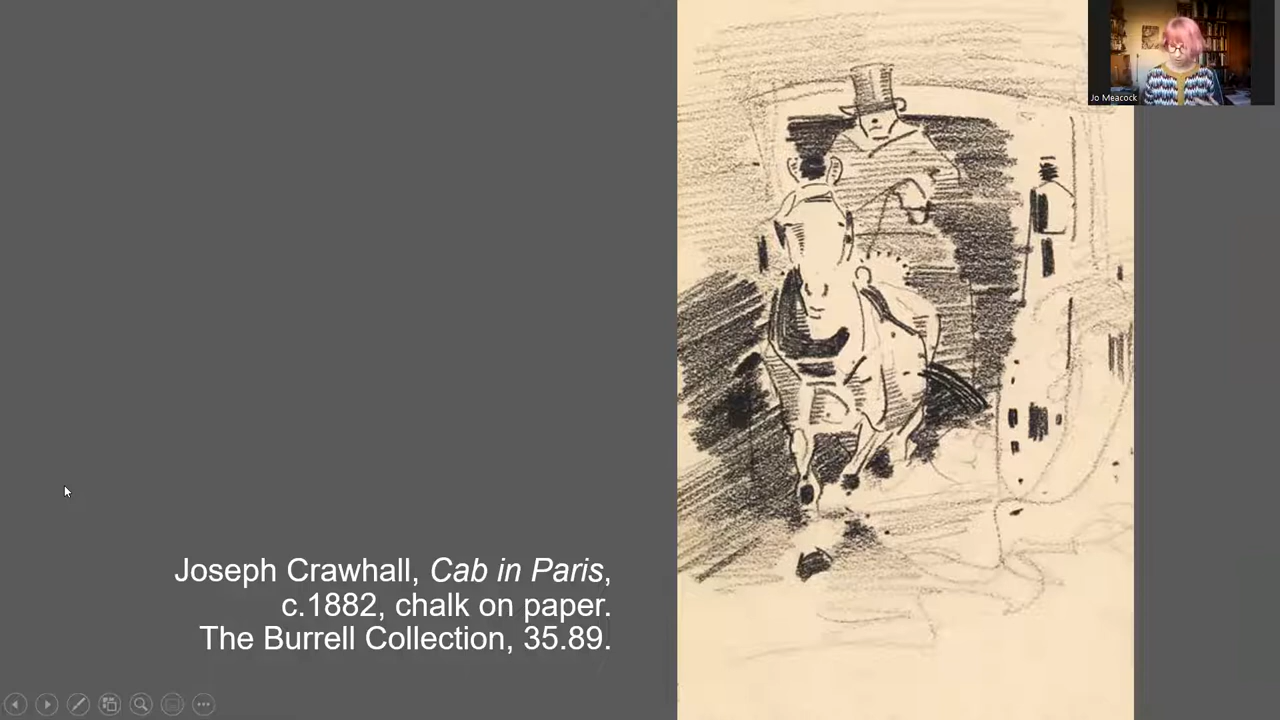 Jo Meacock
Joseph Crawhall, Cab in Paris,
c.1882, chalk on paper.
The Burrell Collection, 35.89.